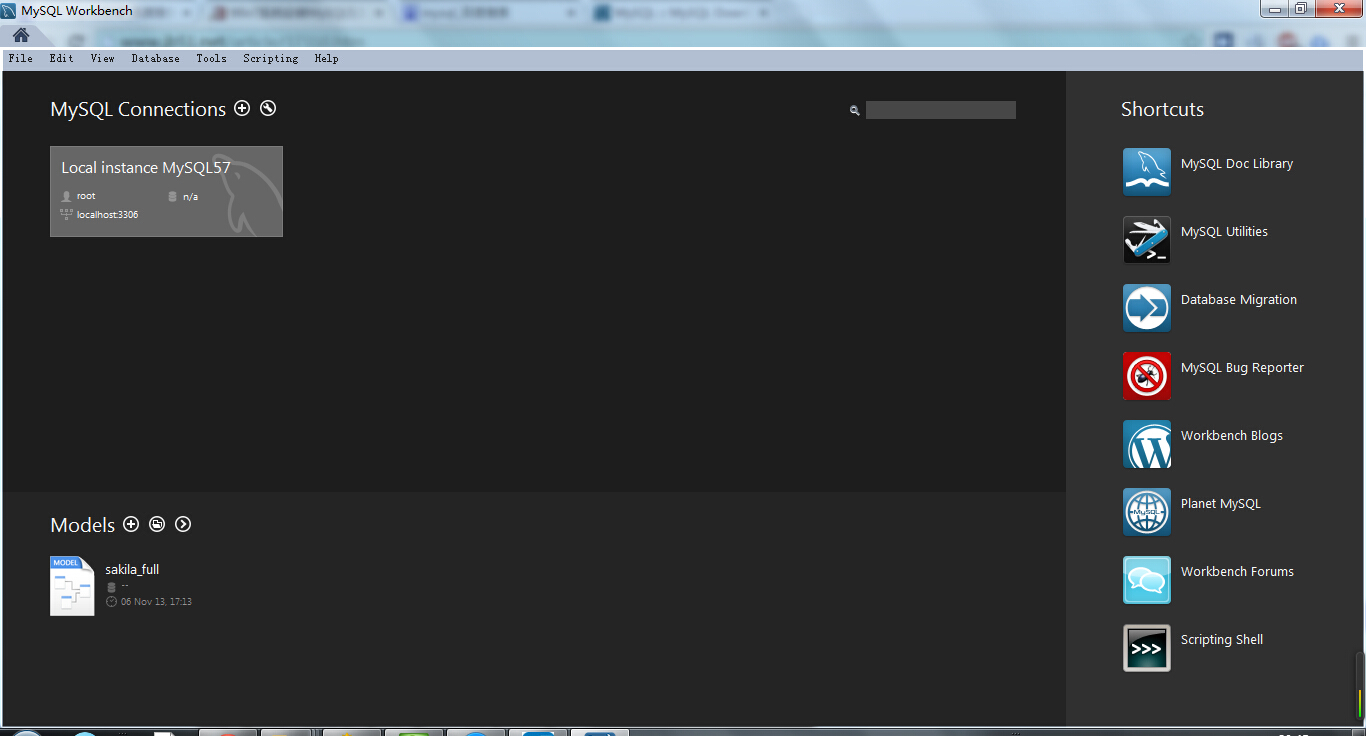 MySQL Workbench
File Edit View Database Tools Scripting Help
MySQL Connections
Local instance MySQL57
root
n/a
localhost:3306
Shortcuts
MySQL Doc Library
MySQL Utilities
Database Migration
MySQL Bug Reporter
Workbench Blogs
MySQL
Planet MySQL
Workbench Forums
>>>
Scripting Shell
Models
MODEL
sakila_full
--
06 Nov 13, 17:13